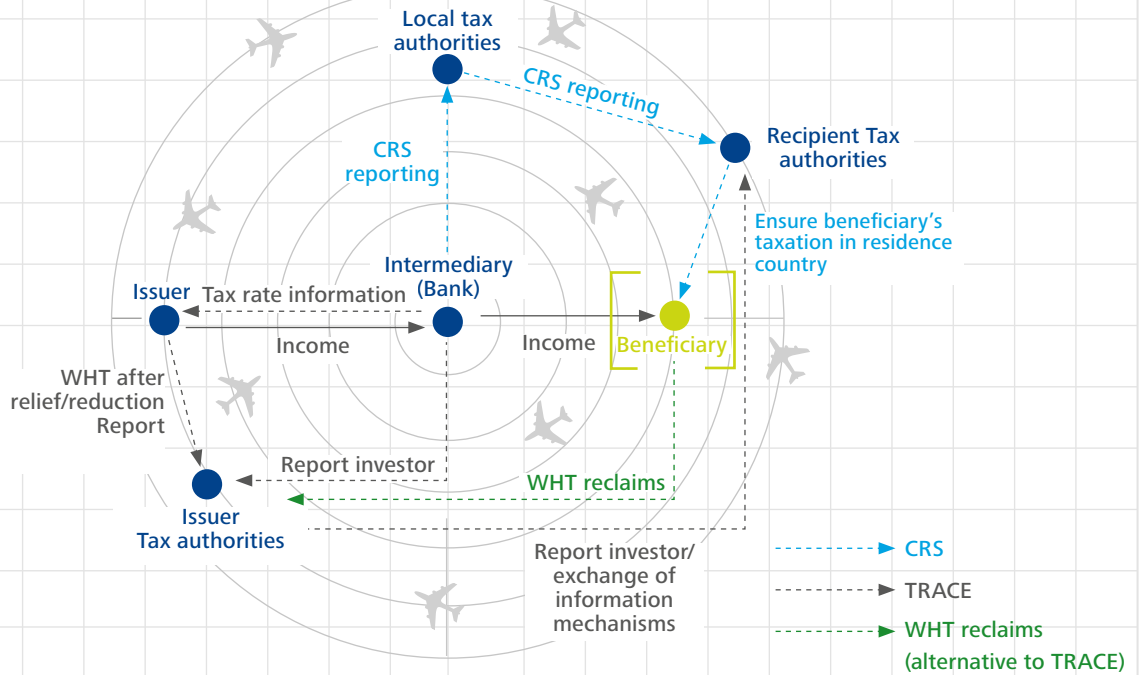 Local tax
authorities
CRS reporting
Recipient Tax
authorities
CRS
reporting
Ensure beneficiary's
taxation in residence
country
Intermediary
(Bank)
Issuer
Tax rate information
Income
Income
Beneficiary
WHT after
relief/reduction
Report
Report investor
WHT reclaims
Issuer
Tax authorities
Report investor/
exchange of
information
mechanisms
CRS
TRACE
WHT reclaims
(alternative to TRACE)